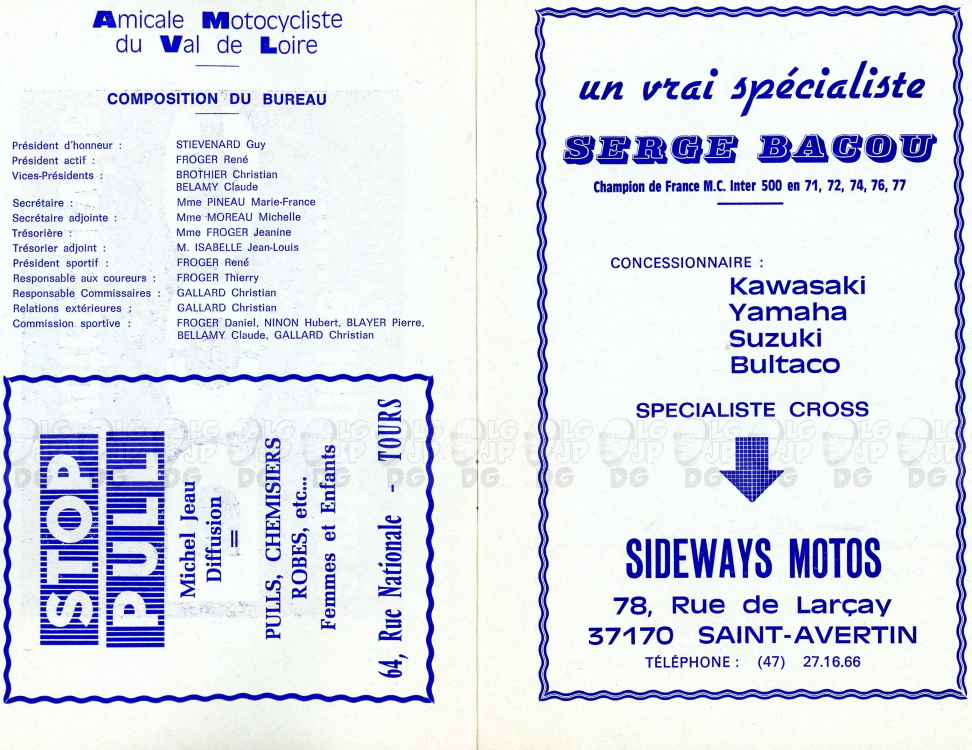 Amicale Motocycliste
du Val de Loire
COMPOSITION DU BUREAU
Président d'honneur : STIEVENARD Guy
Président actif : FROGER René
Vices-Présidents : BROTHIER Christian
BELAMY Claude
Secrétaire : Mme PINEAU Marie-France
Secrétaire adjointe : Mme MOREAU Michelle
Trésorière : Mme FROGER Jeanine
Trésorier adjoint : M. ISABELLE Jean-Louis
Président sportif : FROGER René
Responsable aux coureurs : FROGER Thierry
Responsable Commissaires : GALLARD Christian
Relations extérieures : GALLARD Christian
Commission sportive : FROGER Daniel, NINON Hubert, BLAYER Pierre,
BELLAMY Claude, GALLARD Christian
STOP
PULL
Michel Jeau
Diffusion
=
PULLS, CHEMISIERS
ROBES, etc...
Femmes et Enfants
64, Rue Nationale - TOURS
un vrai spécialiste
SERGE BACOU
Champion de France M.C. Inter 500 en 71, 72, 74, 76, 77
CONCESSIONNAIRE :
Kawasaki
Yamaha
Suzuki
Bultaco
SPECIALISTE CROSS
SIDEWAYS MOTOS
78, Rue de Larçay
37170 SAINT-AVERTIN
TÉLÉPHONE : (47) 27.16.66
LG
JP
DG